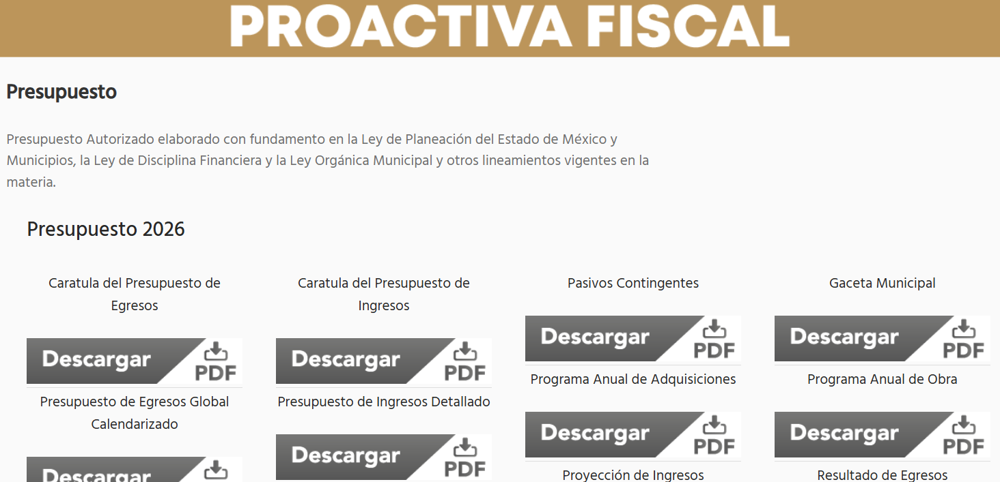 PROACTIVA FISCAL
Presupuesto
Presupuesto Autorizado elaborado con fundamento en la Ley de Planeación del Estado de México y
Municipios, la Ley de Disciplina Financiera y la Ley Orgánica Municipal y otros lineamientos vigentes en la
materia.
Presupuesto 2026
Caratula del Presupuesto de
Egresos
Descargar PDF
Presupuesto de Egresos Global
Calendarizado
Descargar
Caratula del Presupuesto de
Ingresos
Descargar PDF
Presupuesto de Ingresos Detallado
Descargar PDF
Pasivos Contingentes
Descargar PDF
Programa Anual de Adquisiciones
Descargar PDF
Proyección de Ingresos
Gaceta Municipal
Descargar PDF
Programa Anual de Obra
Descargar PDF
Resultado de Egresos